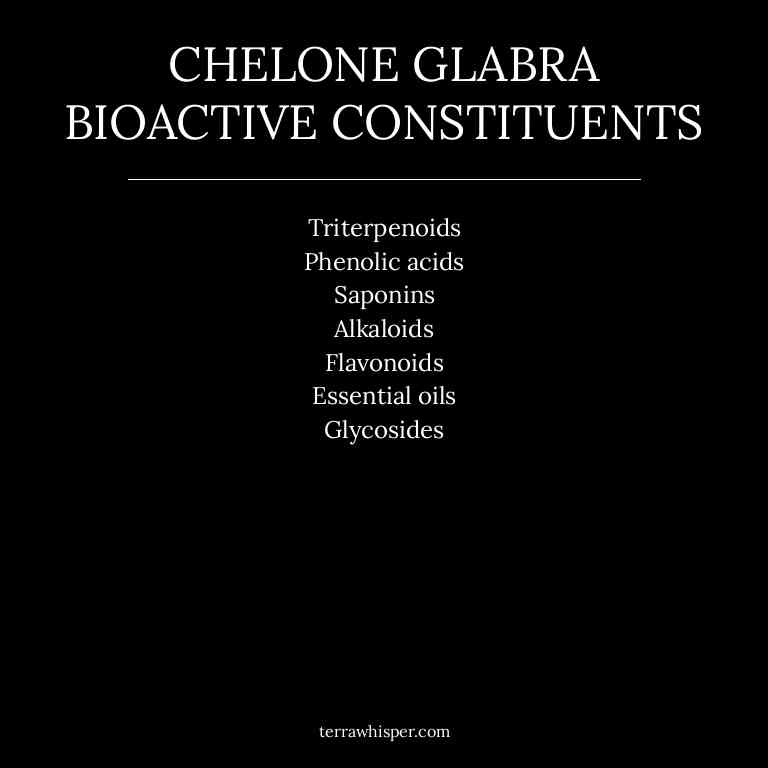 CHELONE GLABRA
BIOACTIVE CONSTITUENTS
Triterpenoids
Phenolic acids
Saponins
Alkaloids
Flavonoids
Essential oils
Glycosides
terrawhisper.com